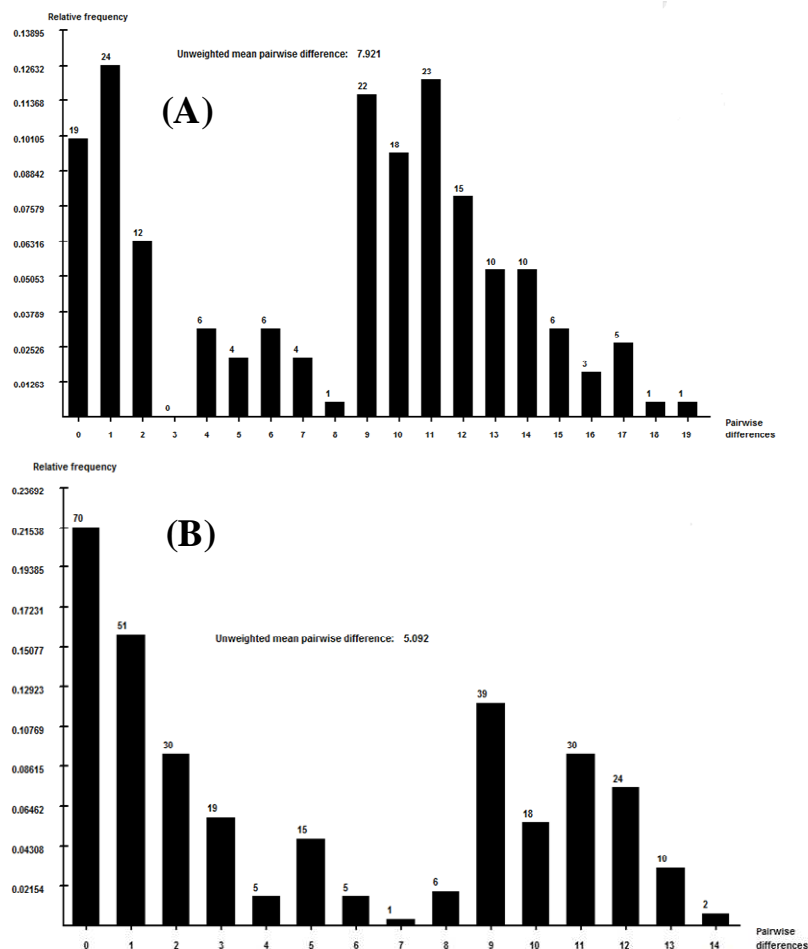 Relative frequency
0.13895
Unweighted mean pairwise difference: 7.921
0.12632
0.11368
0.10105
0.08842
0.07579
0.06316
0.05053
0.03789
0.02526
0.01263
(A)
19 24 12 0 6 4 6 4 1 22 18 23 15 10 10 6 3 5 1 1
0 1 2 3 4 5 6 7 8 9 10 11 12 13 14 15 16 17 18 19
Pairwise
differences
Relative frequency
0.23692
0.21538
0.19385
0.17231
0.15077
0.12923
0.10769
0.08615
0.06462
0.04308
0.02154
(B)
Unweighted mean pairwise difference: 5.092
70 51 30 19 5 15 5 1 6 39 18 30 24 10 2
0 1 2 3 4 5 6 7 8 9 10 11 12 13 14
Pairwise
differences